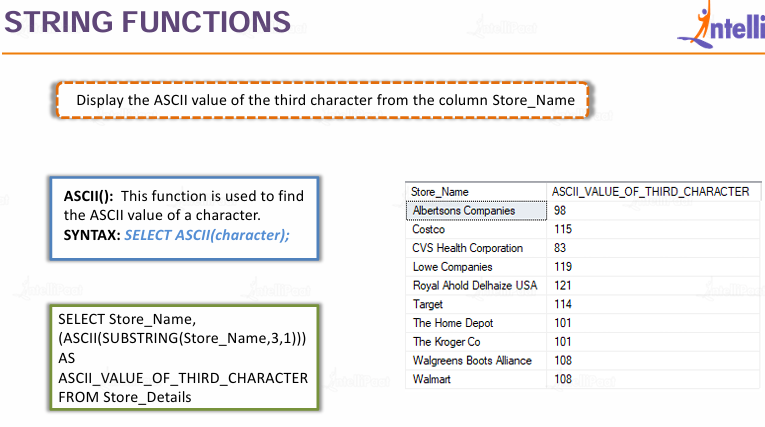 STRING FUNCTIONS
ntelli
Display the ASCII value of the third character from the column Store_Name
ASCII(): This function is used to find
the ASCII value of a character.
SYNTAX: SELECT ASCII(character);
SELECT Store_Name,
(ASCII(SUBSTRING(Store_Name,3,1)))
AS
ASCII_VALUE_OF_THIRD_CHARACTER
FROM Store_Details
Store_Name ASCII_VALUE_OF_THIRD_CHARACTER
Albertsons Companies 98
Costco 115
CVS Health Corporation 83
Lowe Companies 119
Royal Ahold Delhaize USA 121
Target 114
The Home Depot 101
The Kroger Co 101
Walgreens Boots Alliance 108
Walmart 108